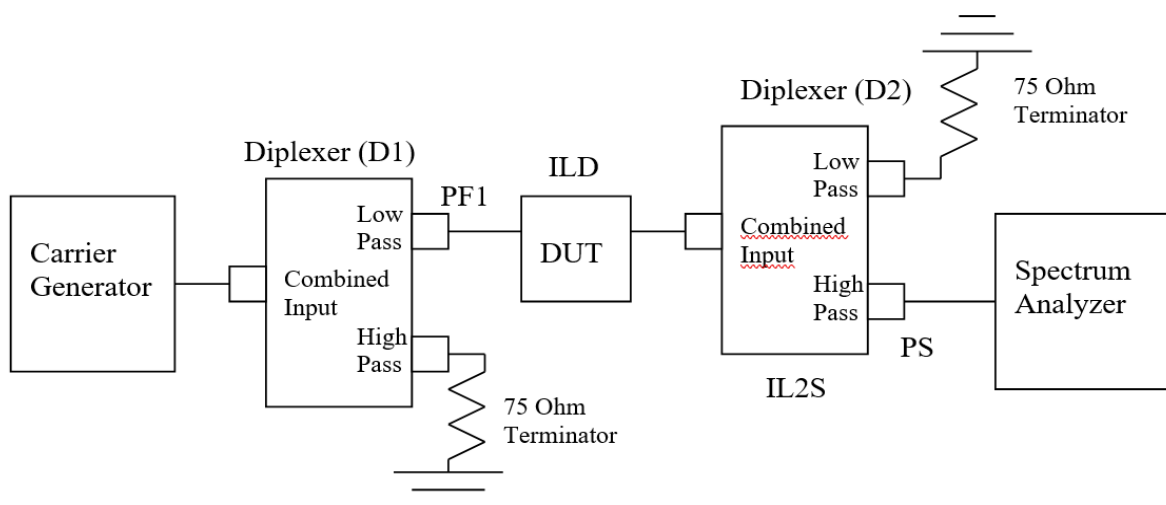 Diplexer (D2)
75 Ohm
Terminator
Diplexer (D1)
ILD
Low
Pass
PF1
Low
Pass
Carrier
Generator
Combined
Input
DUT
Combined
Input
High
Pass
Spectrum
Analyzer
High
Pass
PS
IL2S
75 Ohm
Terminator